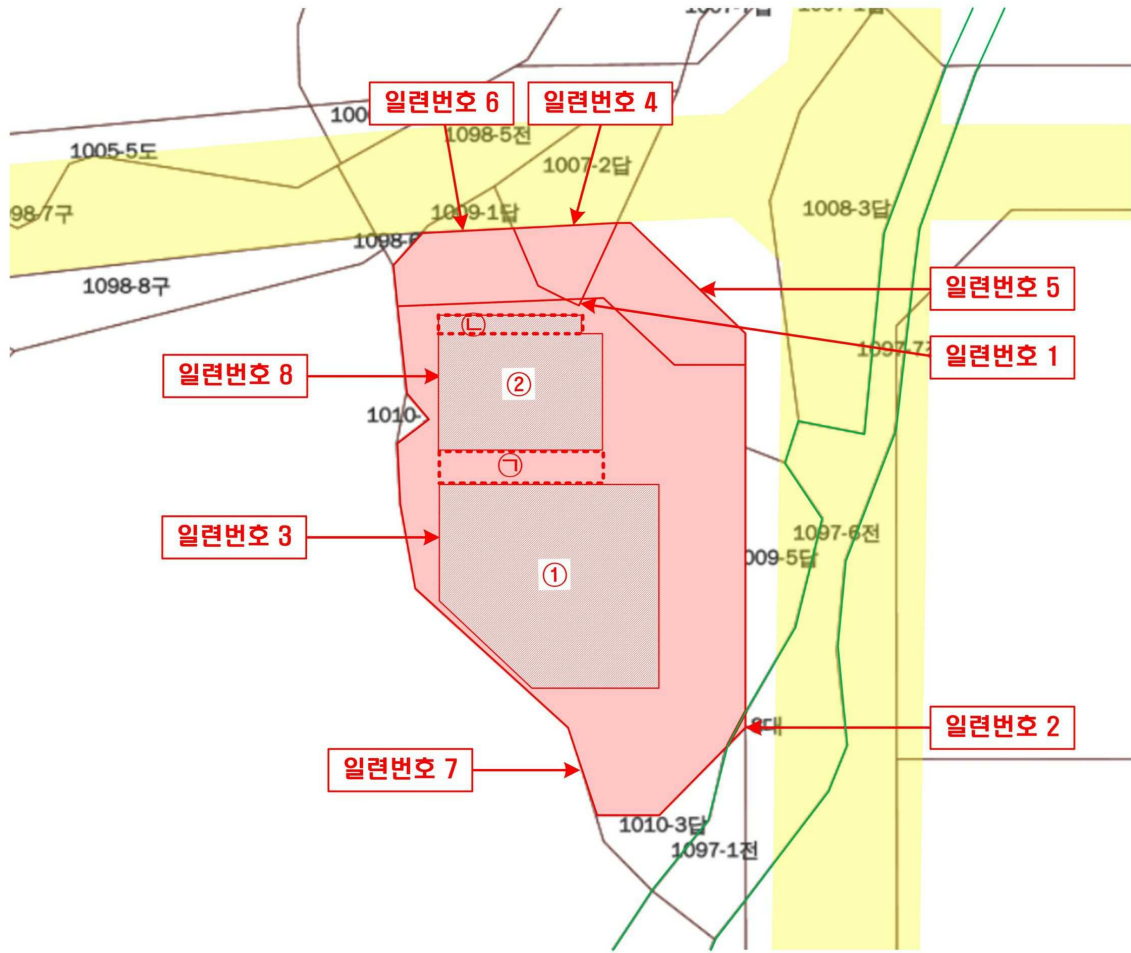 1007-1답
일련번호 6
일련번호 4
1098-5전
1005-5도
1007-2답
98-7구
1009-1답
1008-3답
1098-8구
일련번호 5
㉡
일련번호 1
일련번호 8
②
1010-
㉠
일련번호 3
1097-6전
009-5답
①
일련번호 2
일련번호 7
1010-3답
1097-1전